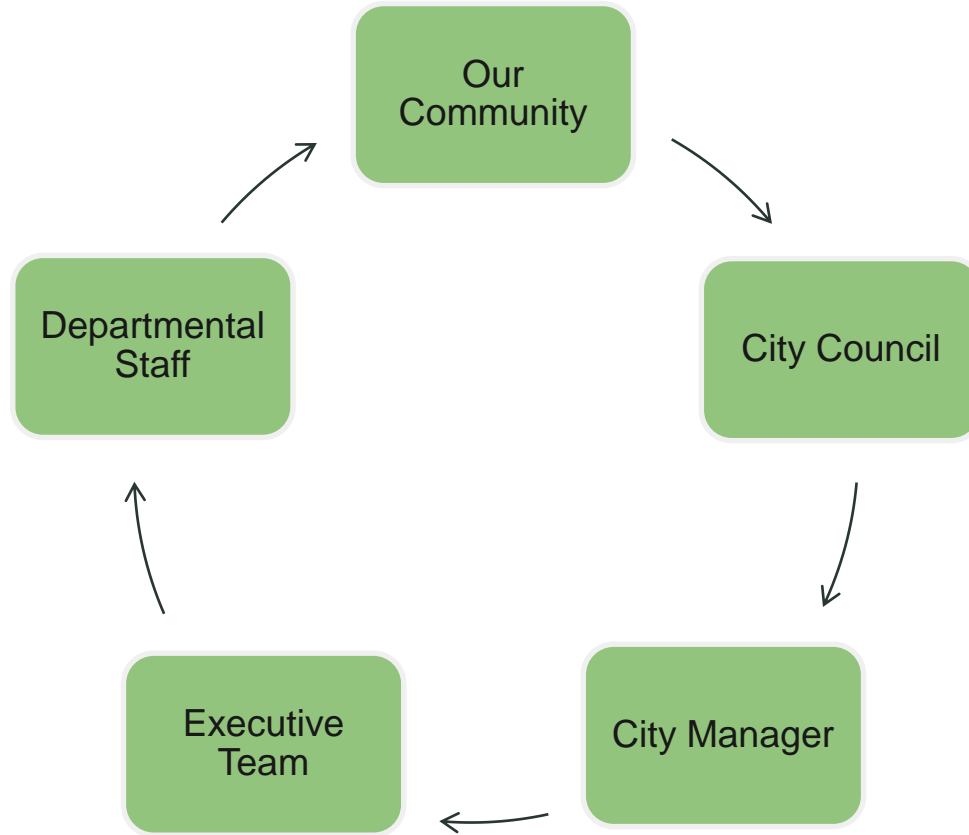 Our
Community
City Council
City Manager
Executive
Team
Departmental
Staff